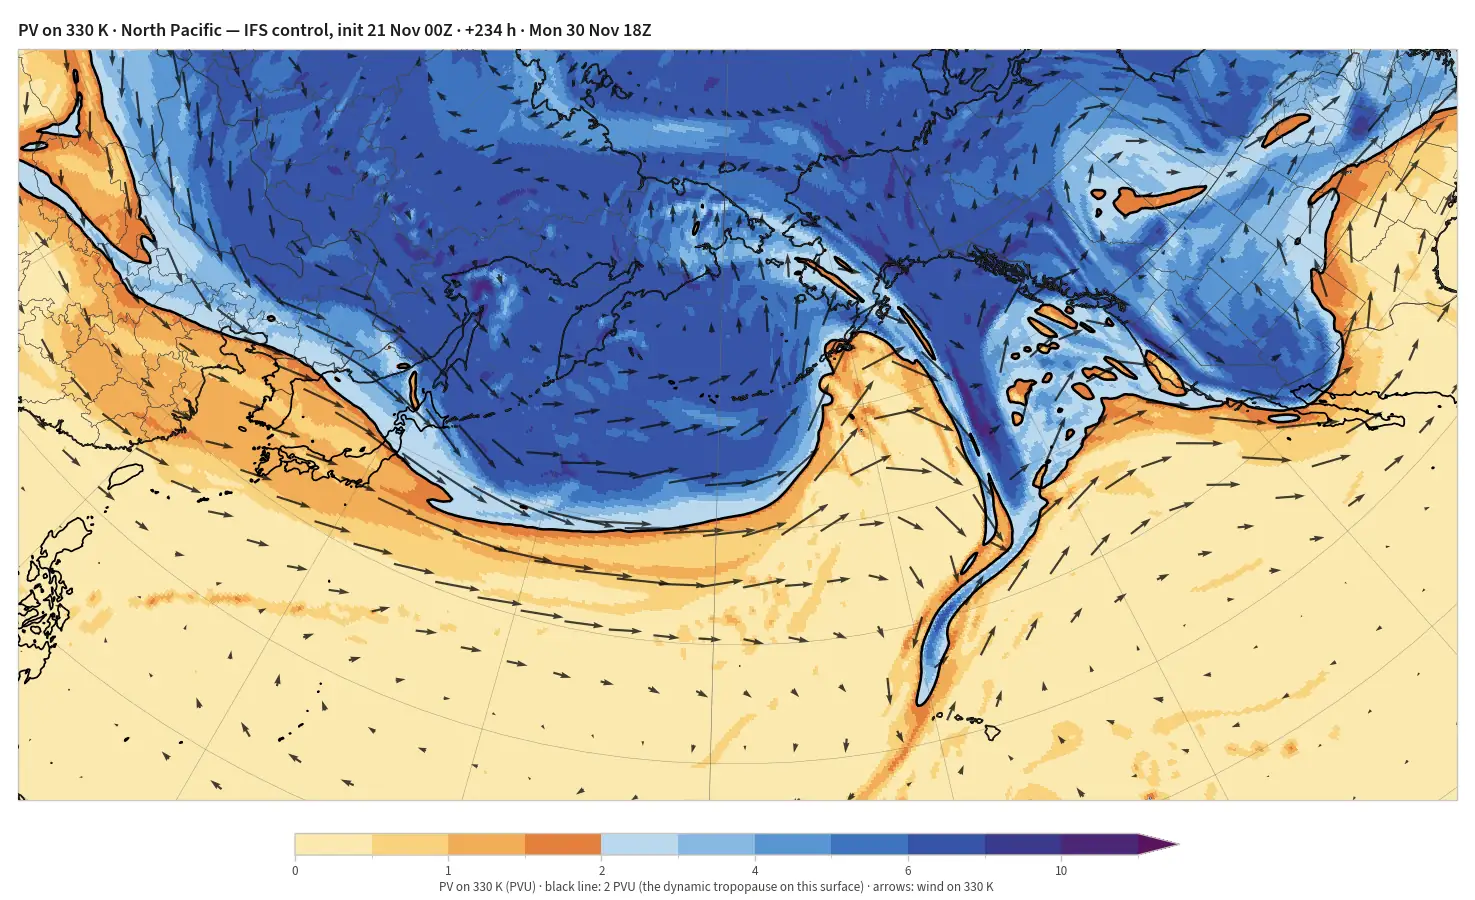 PV on 330 K · North Pacific — IFS control, init 21 Nov 00Z · +234 h · Mon 30 Nov 18Z
0 1 2 4 6 10
PV on 330 K (PVU) · black line: 2 PVU (the dynamic tropopause on this surface) · arrows: wind on 330 K